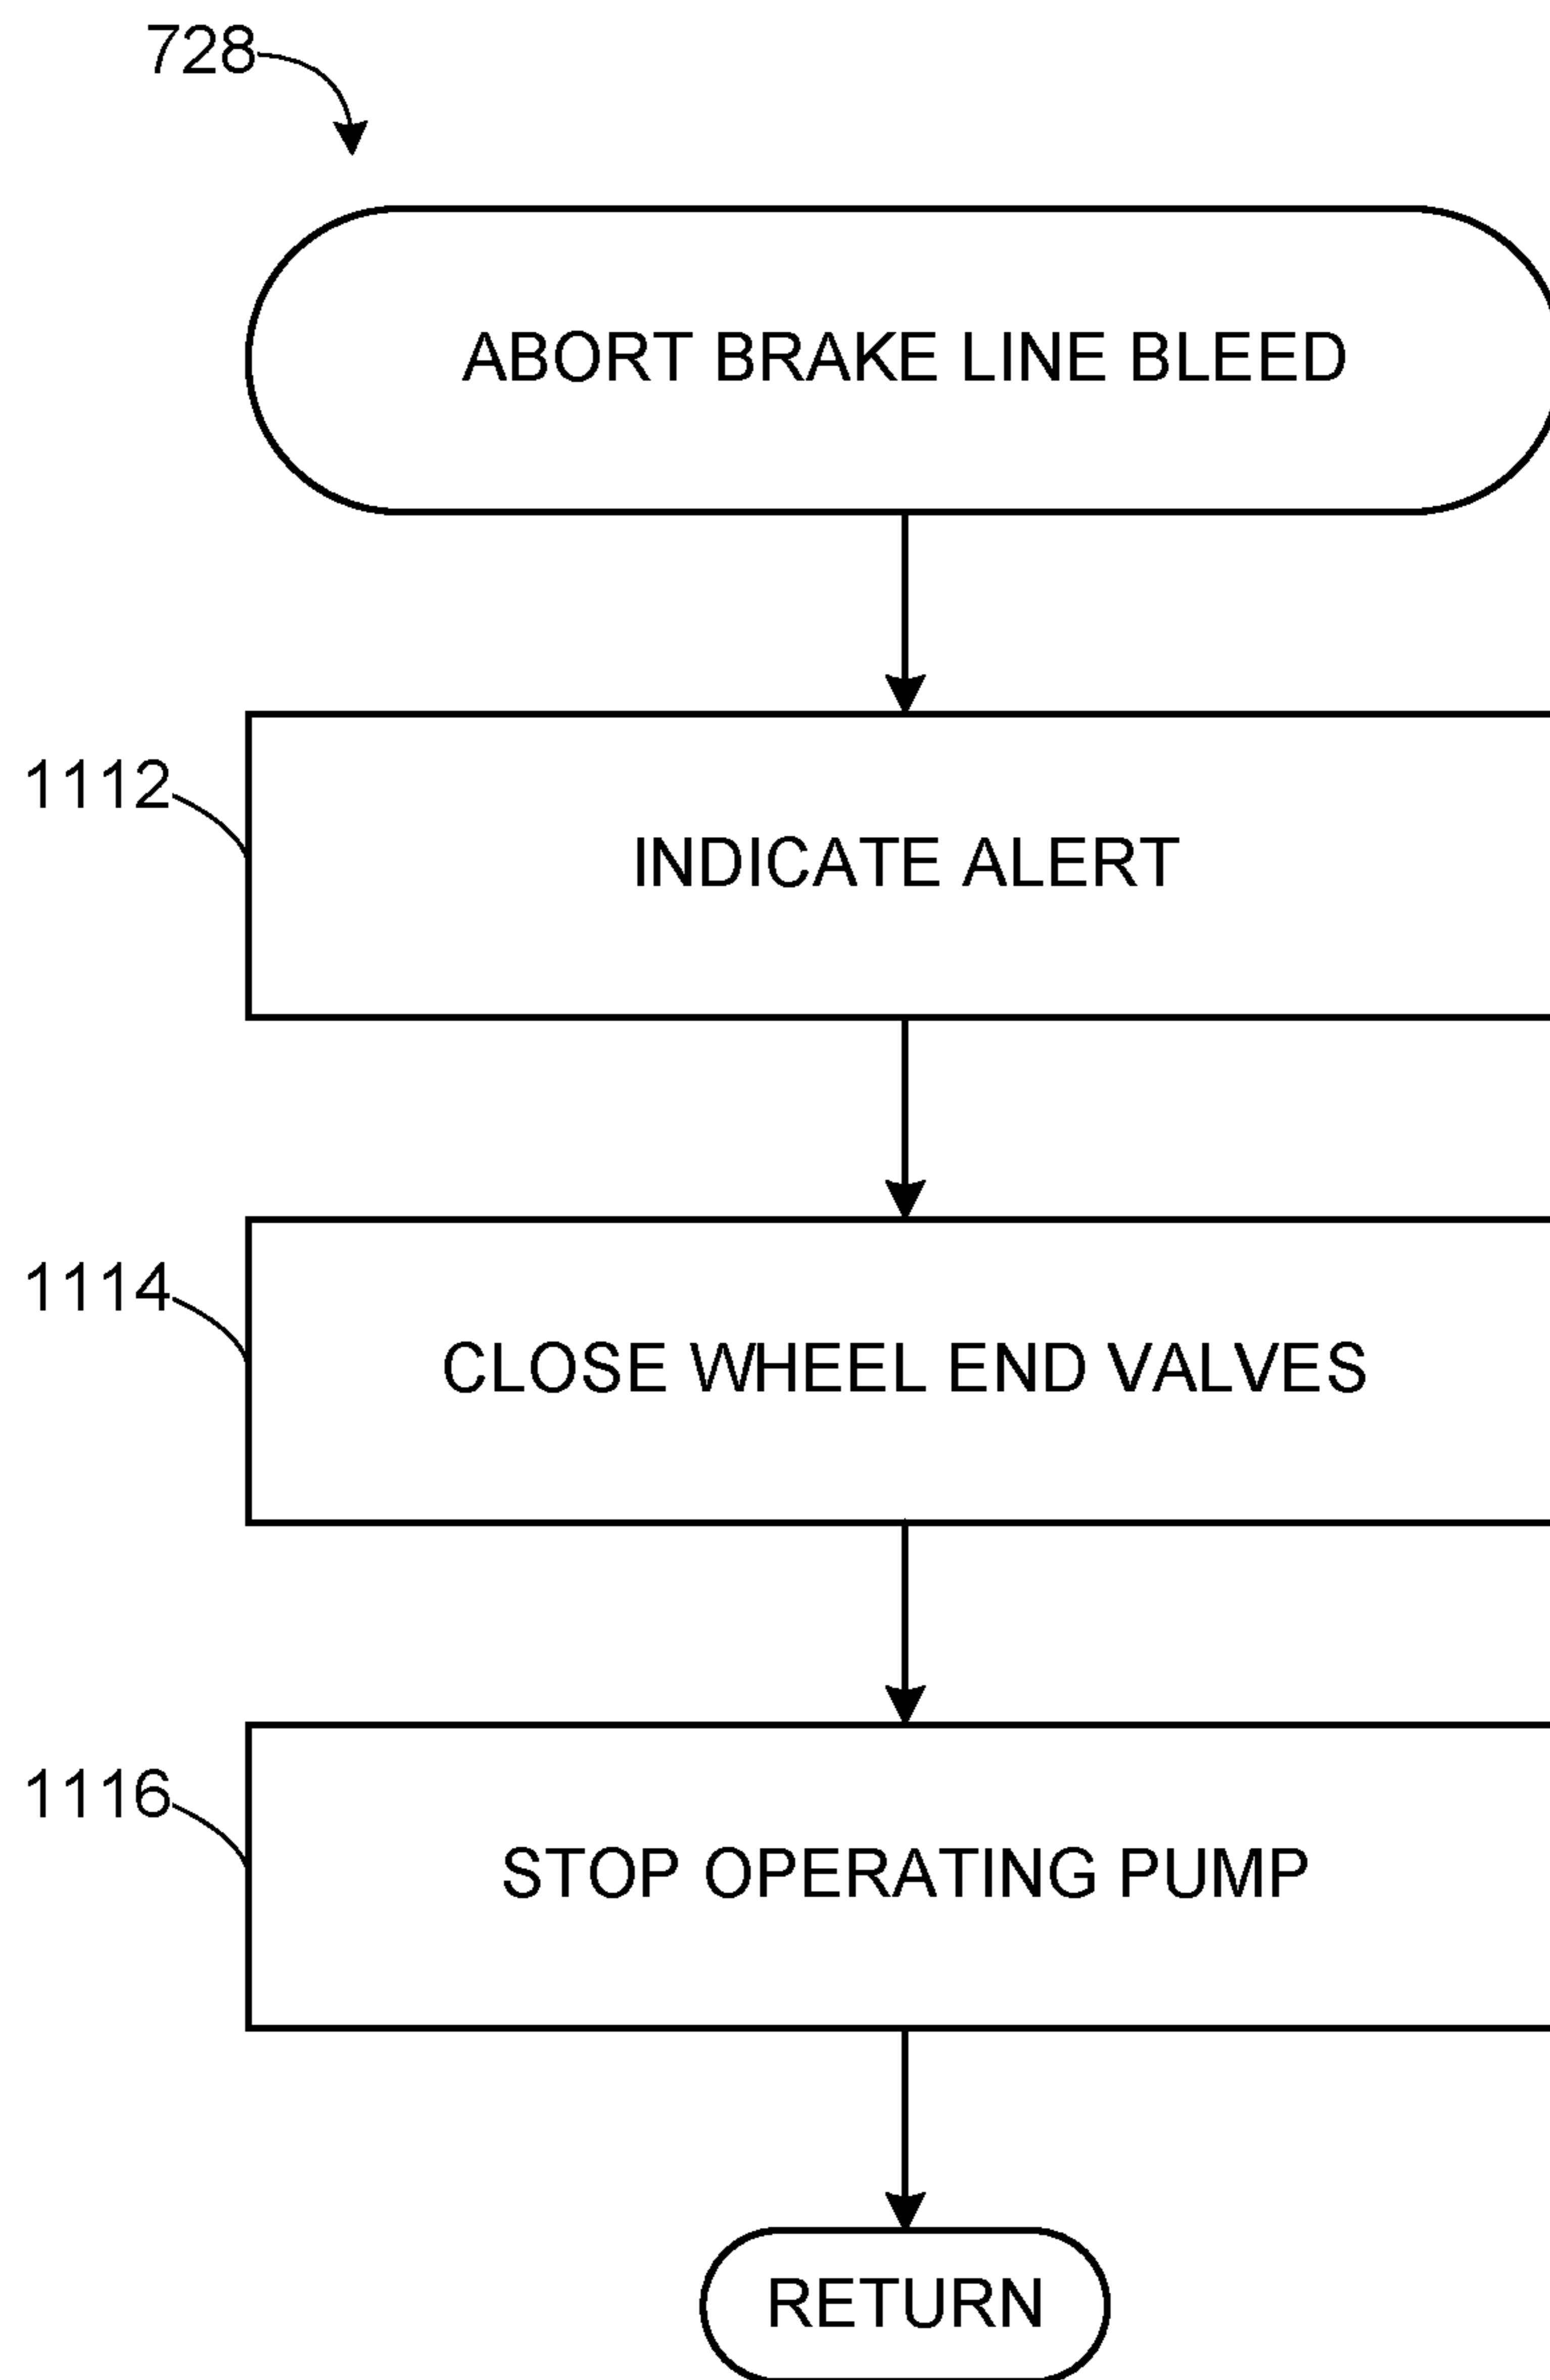 728
ABORT BRAKE LINE BLEED
1112
INDICATE ALERT
1114
CLOSE WHEEL END VALVES
1116
STOP OPERATING PUMP
RETURN